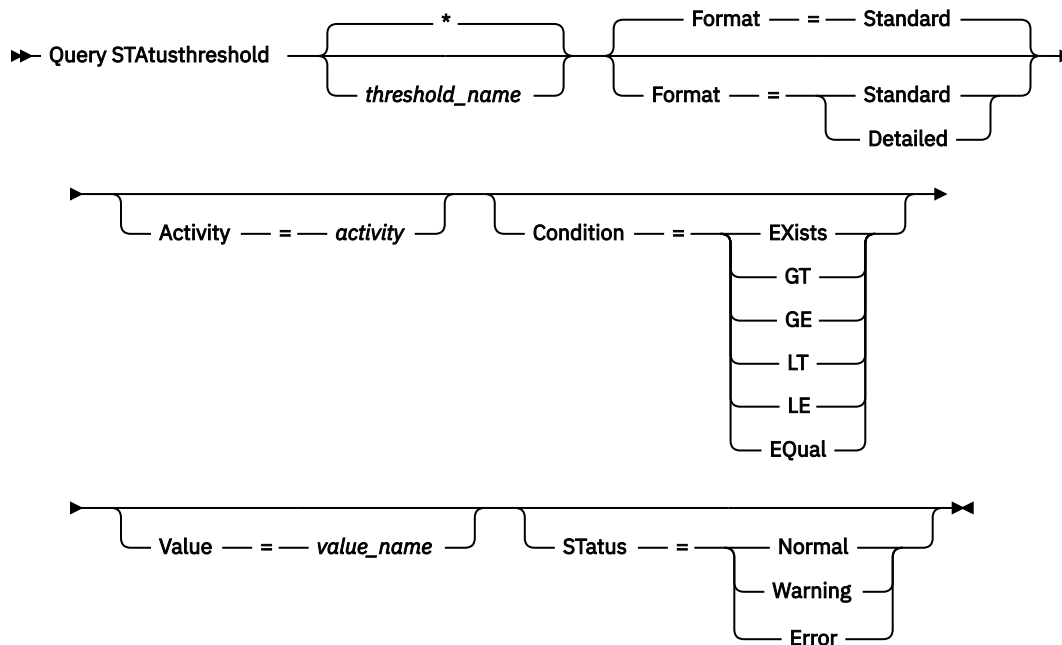 * Format = Standard
Query STAtusthreshold
threshold_name Format = Standard
Detailed
Activity = activity Condition = EXists
GT
GE
LT
LE
EQual
Value = value_name STatus = Normal
Warning
Error